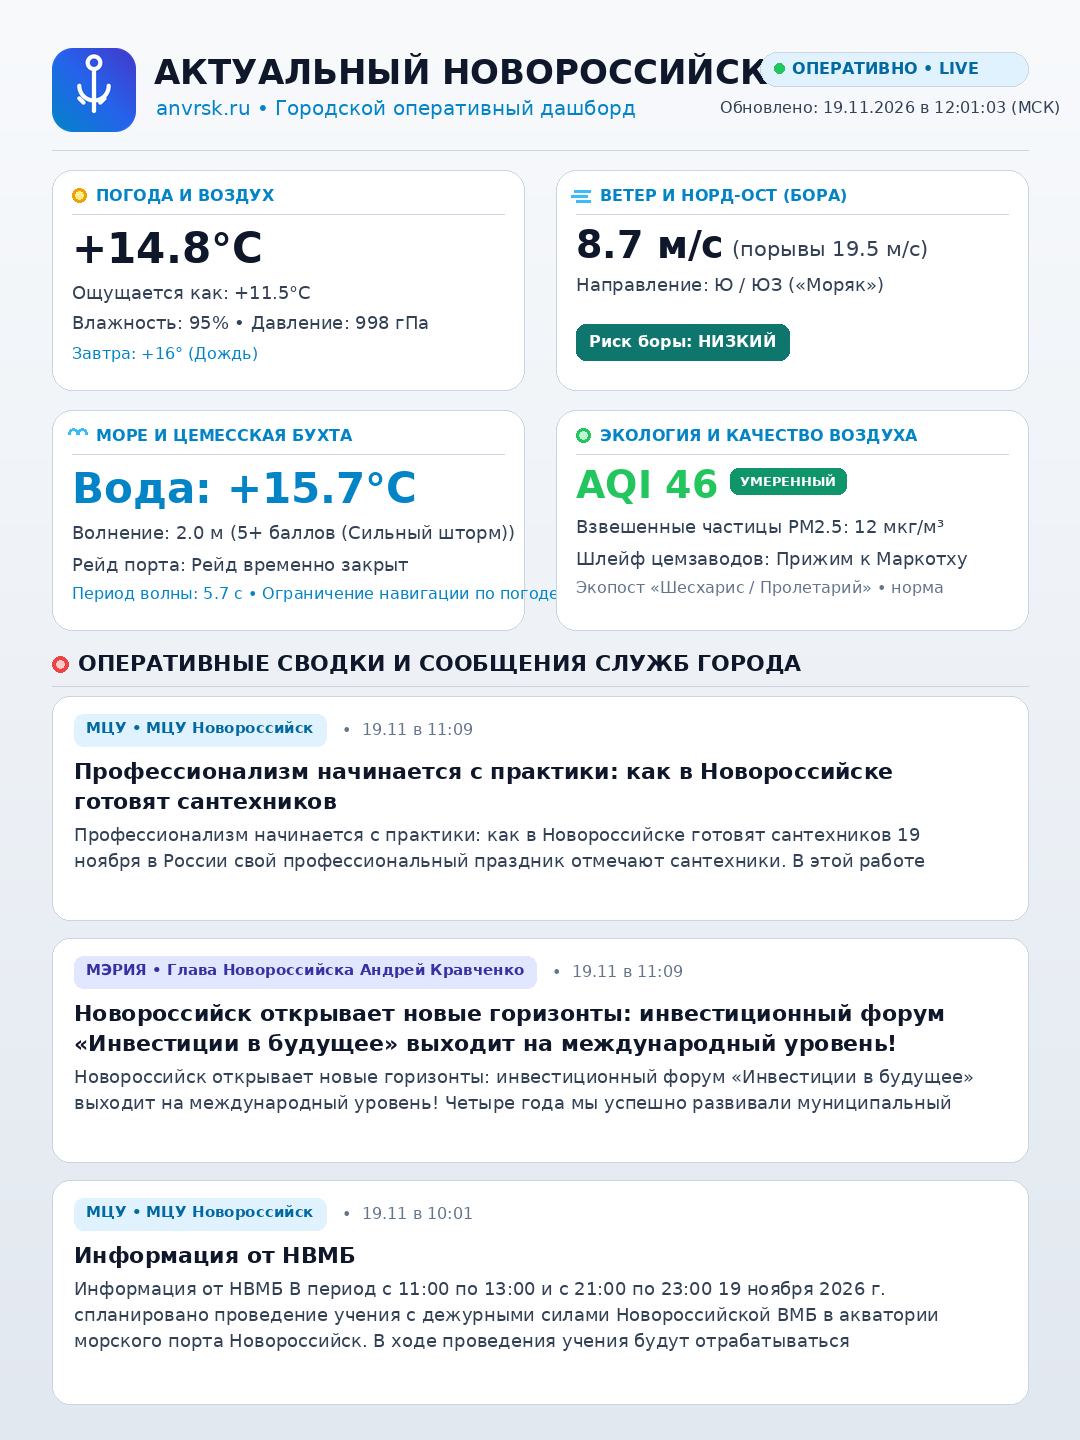 АКТУАЛЬНЫЙ НОВОРОССИЙСК
ОПЕРАТИВНО • LIVE
anvrsk.ru • Городской оперативный дашборд
Обновлено: 19.11.2026 в 12:01:03 (МСК)
ПОГОДА И ВОЗДУХ
+14.8°C
Ощущается как: +11.5°C
Влажность: 95% • Давление: 998 гПа
Завтра: +16° (Дождь)
ВЕТЕР И НОРД-ОСТ (БОРА)
8.7 м/с (порывы 19.5 м/с)
Направление: Ю / ЮЗ («Моряк»)
Риск боры: НИЗКИЙ
МОРЕ И ЦЕМЕССКАЯ БУХТА
Вода: +15.7°C
Волнение: 2.0 м (5+ баллов (Сильный шторм))
Рейд порта: Рейд временно закрыт
Период волны: 5.7 с • Ограничение навигации по погоде
ЭКОЛОГИЯ И КАЧЕСТВО ВОЗДУХА
AQI 46 УМЕРЕННЫЙ
Взвешенные частицы PM2.5: 12 мкг/м³
Шлейф цемзаводов: Прижим к Маркотху
Экопост «Шесхарис / Пролетарий» • норма
ОПЕРАТИВНЫЕ СВОДКИ И СООБЩЕНИЯ СЛУЖБ ГОРОДА
МЦУ • МЦУ Новороссийск • 19.11 в 11:09
Профессионализм начинается с практики: как в Новороссийске
готовят сантехников
Профессионализм начинается с практики: как в Новороссийске готовят сантехников 19
ноября в России свой профессиональный праздник отмечают сантехники. В этой работе
МЭРИЯ • Глава Новороссийска Андрей Кравченко • 19.11 в 11:09
Новороссийск открывает новые горизонты: инвестиционный форум
«Инвестиции в будущее» выходит на международный уровень!
Новороссийск открывает новые горизонты: инвестиционный форум «Инвестиции в будущее»
выходит на международный уровень! Четыре года мы успешно развивали муниципальный
МЦУ • МЦУ Новороссийск • 19.11 в 10:01
Информация от НВМБ
Информация от НВМБ В период с 11:00 по 13:00 и с 21:00 по 23:00 19 ноября 2026 г.
спланировано проведение учения с дежурными силами Новороссийской ВМБ в акватории
морского порта Новороссийск. В ходе проведения учения будут отрабатываться